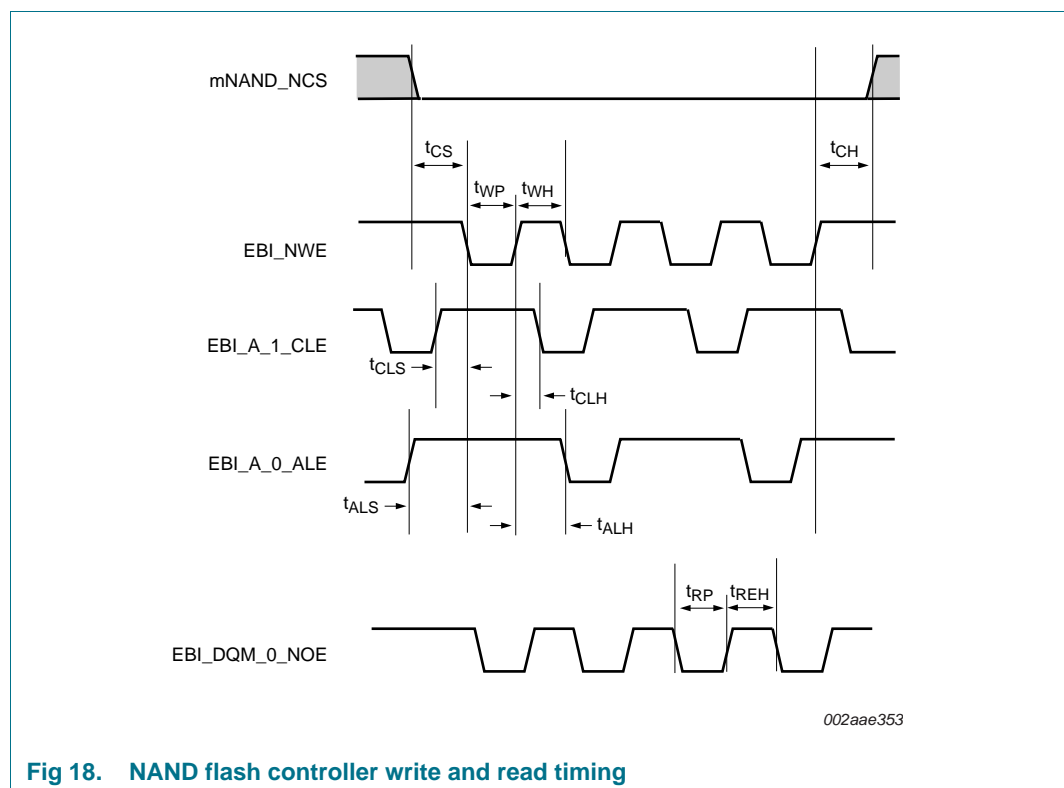 mNAND_NCS
tCS
tCH
tWP
tWH
EBI_NWE
EBI_A_1_CLE
tCLS
tCLH
EBI_A_0_ALE
tALS
tALH
tRP
tREH
EBI_DQM_0_NOE
002aae353
Fig 18. NAND flash controller write and read timing